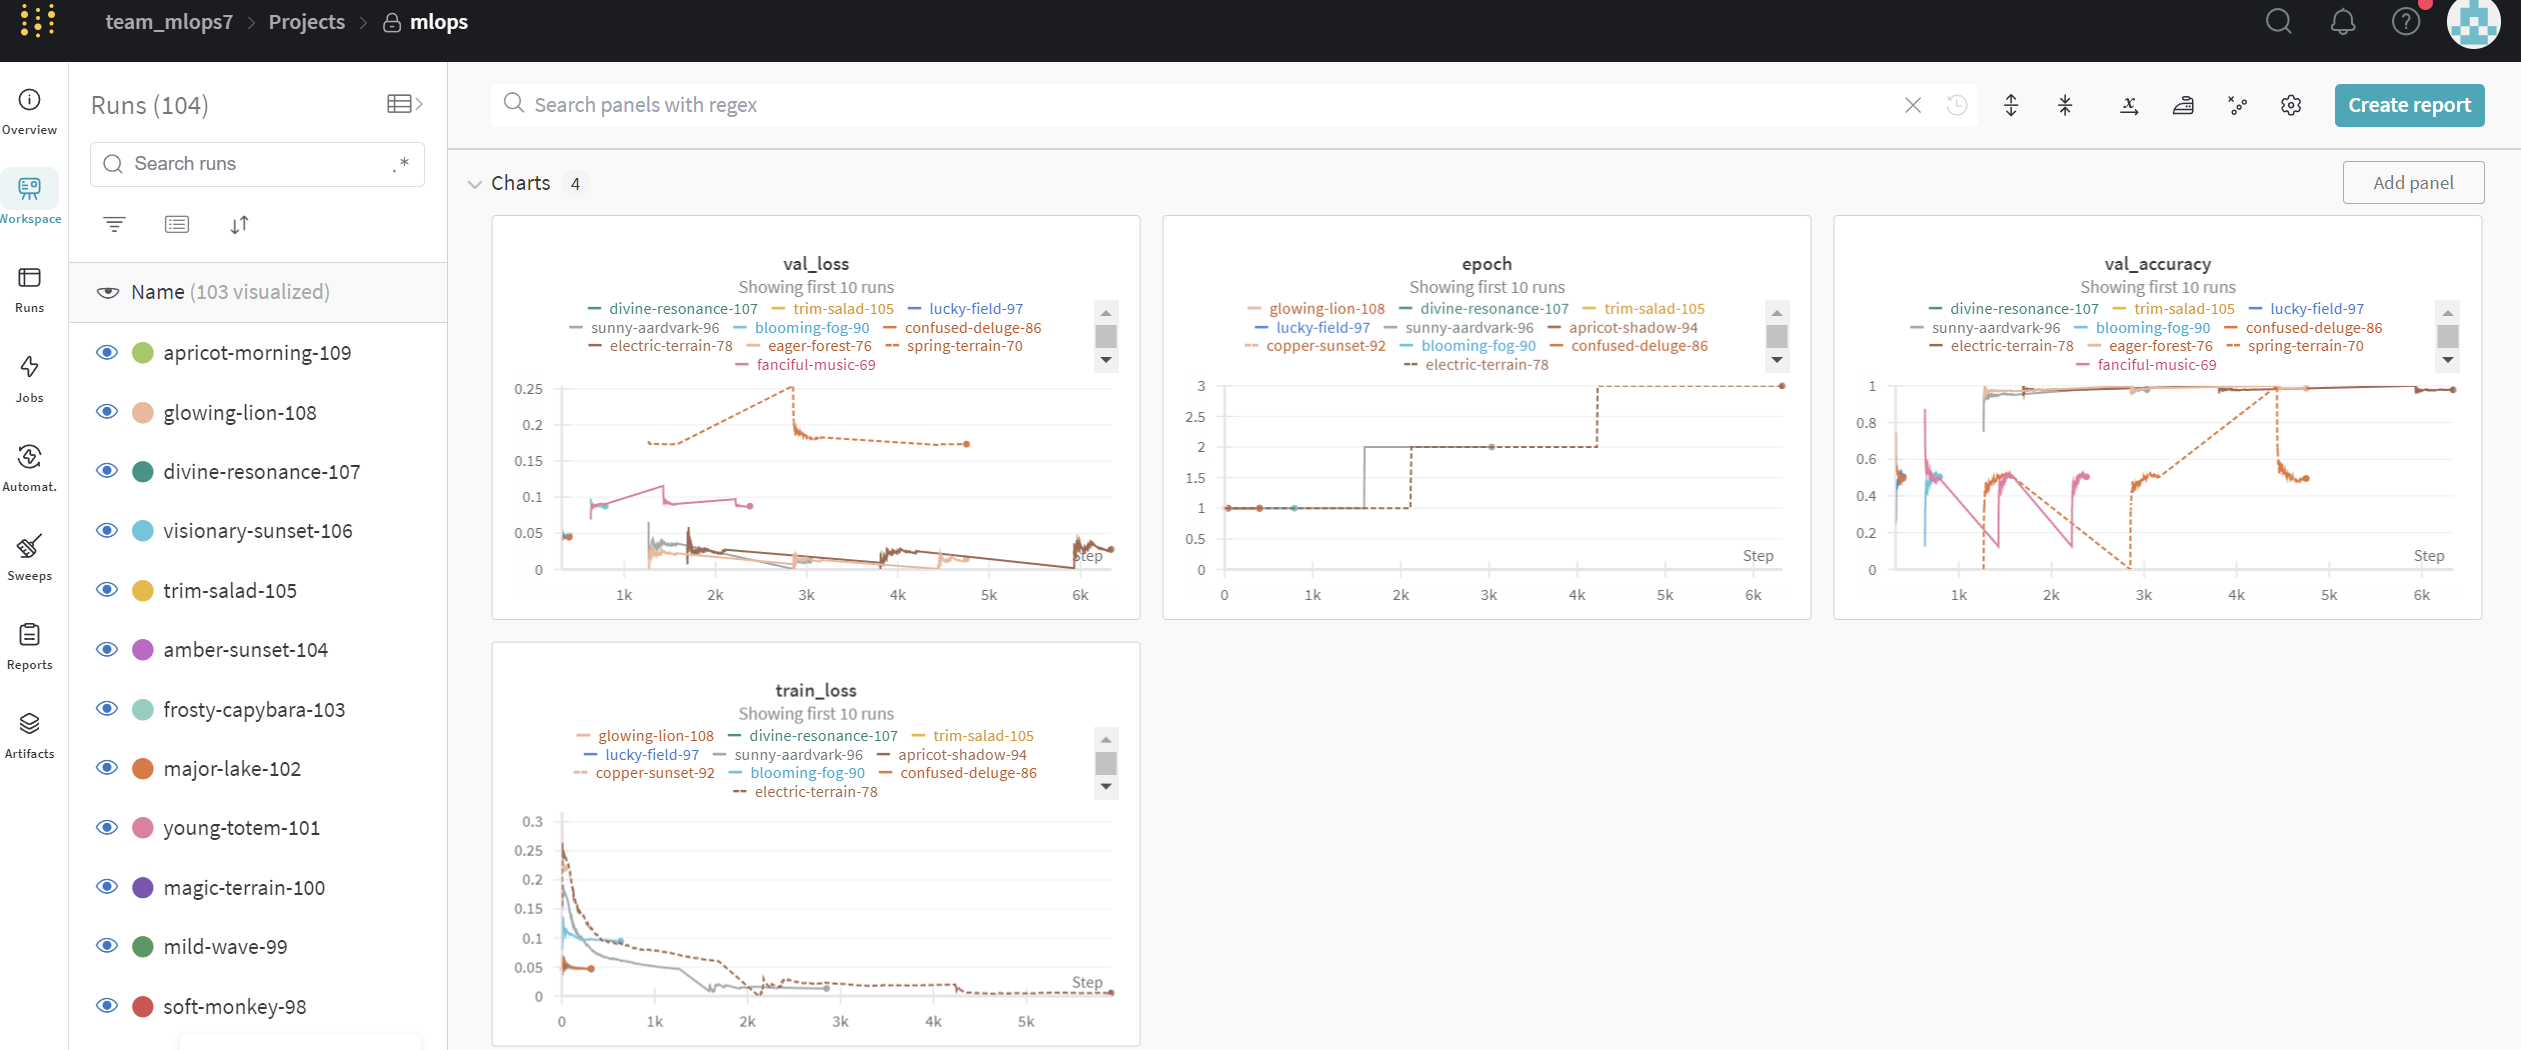 team_mlops7 > Projects > mlops
Overview
Workspace
Runs
Jobs
Automat.
Sweeps
Reports
Artifacts
Runs (104)
Search runs
.*
Name (103 visualized)
apricot-morning-109
glowing-lion-108
divine-resonance-107
visionary-sunset-106
trim-salad-105
amber-sunset-104
frosty-capybara-103
major-lake-102
young-totem-101
magic-terrain-100
mild-wave-99
soft-monkey-98
Search panels with regex
Create report
Charts 4
Add panel
val_loss
Showing first 10 runs
divine-resonance-107 trim-salad-105 lucky-field-97
sunny-aardvark-96 blooming-fog-90 confused-deluge-86
electric-terrain-78 eager-forest-76 spring-terrain-70
fanciful-music-69
0.25
0.2
0.15
0.1
0.05
0
Step
1k 2k 3k 4k 5k 6k
epoch
Showing first 10 runs
glowing-lion-108 divine-resonance-107 trim-salad-105
lucky-field-97 sunny-aardvark-96 apricot-shadow-94
copper-sunset-92 blooming-fog-90 confused-deluge-86
electric-terrain-78
3
2.5
2
1.5
1
0.5
0
Step
0 1k 2k 3k 4k 5k 6k
val_accuracy
Showing first 10 runs
divine-resonance-107 trim-salad-105 lucky-field-97
sunny-aardvark-96 blooming-fog-90 confused-deluge-86
electric-terrain-78 eager-forest-76 spring-terrain-70
fanciful-music-69
1
0.8
0.6
0.4
0.2
0
Step
1k 2k 3k 4k 5k 6k
train_loss
Showing first 10 runs
glowing-lion-108 divine-resonance-107 trim-salad-105
lucky-field-97 sunny-aardvark-96 apricot-shadow-94
copper-sunset-92 blooming-fog-90 confused-deluge-86
electric-terrain-78
0.3
0.25
0.2
0.15
0.1
0.05
0
Step
0 1k 2k 3k 4k 5k